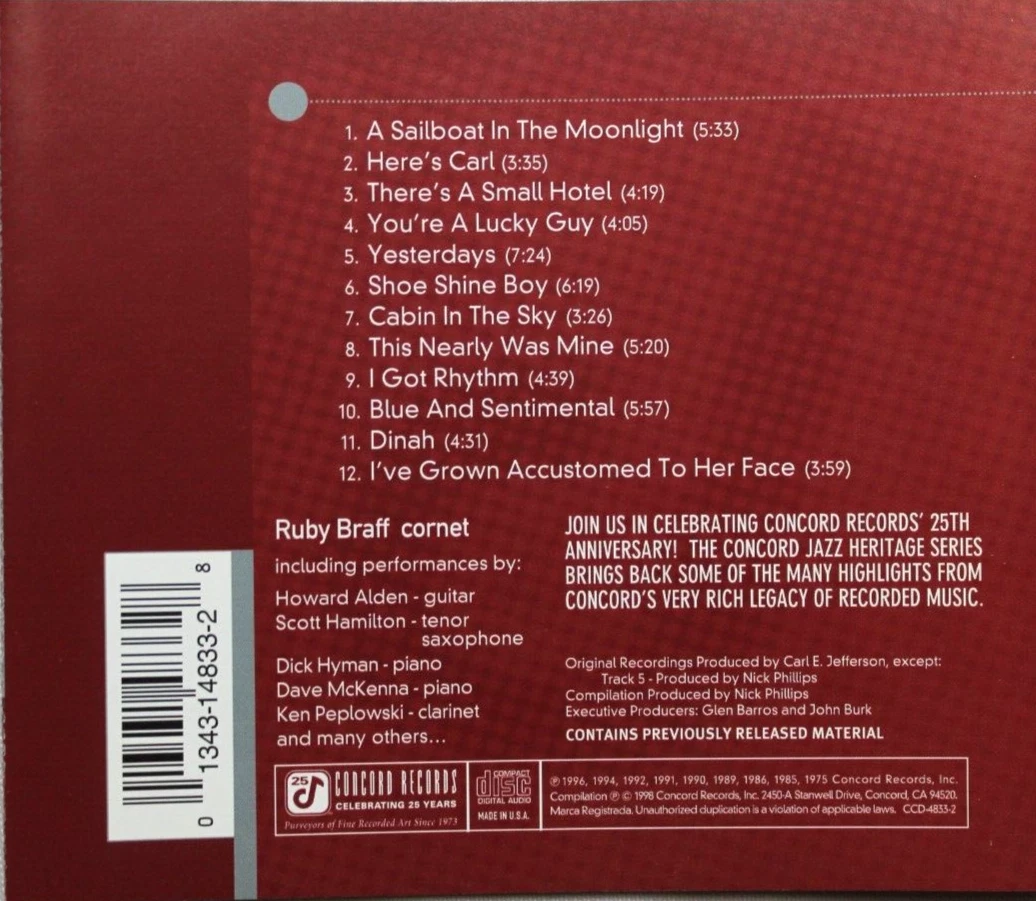 1. A Sailboat In The Moonlight (5:33)
2. Here's Carl (3:35)
3. There's A Small Hotel (4:19)
4. You're A Lucky Guy (4:05)
5. Yesterdays (7:24)
6. Shoe Shine Boy (6:19)
7. Cabin In The Sky (3:26)
8. This Nearly Was Mine (5:20)
9. I Got Rhythm (4:39)
10. Blue And Sentimental (5:57)
11. Dinah (4:31)
12. I've Grown Accustomed To Her Face (3:59)
Ruby Braff cornet
including performances by:
Howard Alden - guitar
Scott Hamilton - tenor
saxophone
Dick Hyman - piano
Dave McKenna - piano
Ken Peplowski - clarinet
and many others...
JOIN US IN CELEBRATING CONCORD RECORDS' 25TH
ANNIVERSARY! THE CONCORD JAZZ HERITAGE SERIES
BRINGS BACK SOME OF THE MANY HIGHLIGHTS FROM
CONCORD'S VERY RICH LEGACY OF RECORDED MUSIC.
Original Recordings Produced by Carl E. Jefferson, except:
Track 5 - Produced by Nick Phillips
Compilation Produced by Nick Phillips
Executive Producers: Glen Barros and John Burk
CONTAINS PREVIOUSLY RELEASED MATERIAL
0 1343-14833-2 8
25 CONCORD RECORDS
CELEBRATING 25 YEARS
Purveyors of Fine Recorded Art Since 1973
COMPACT
disc
DIGITAL AUDIO
MADE IN U.S.A.
℗ 1996, 1994, 1992, 1991, 1990, 1989, 1986, 1985, 1975 Concord Records, Inc.
Compilation ℗ © 1998 Concord Records, Inc. 2450-A Stanwell Drive, Concord, CA 94520.
Marca Registrada. Unauthorized duplication is a violation of applicable laws. CCD-4833-2